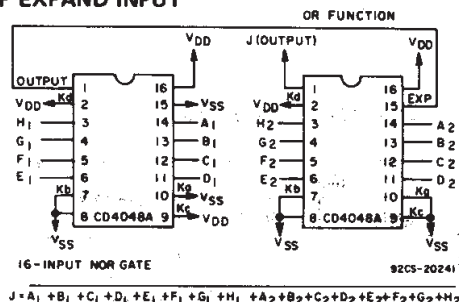 EXPAND INPUT
OR FUNCTION
VDD
J (OUTPUT)
VDD
OUTPUT
1
16
1
16
EXP
VDD
Kd
2
15
VSS
VDD
Kd
2
15
H1
3
14
A1
H2
3
14
A2
G1
4
13
B1
G2
4
13
B2
F1
5
12
C1
F2
5
12
C2
E1
6
11
D1
E2
6
11
D2
Kb
7
10
Ka
VSS
Kb
7
10
Ka
8
CD4048A
9
Kc
VDD
8
CD4048A
9
Kc
VSS
VSS
VSS
16-INPUT NOR GATE
92CS-20241
J=A1+B1+C1+D1+E1+F1+G1+H1+A2+B2+C2+D2+E2+F2+G2+H2